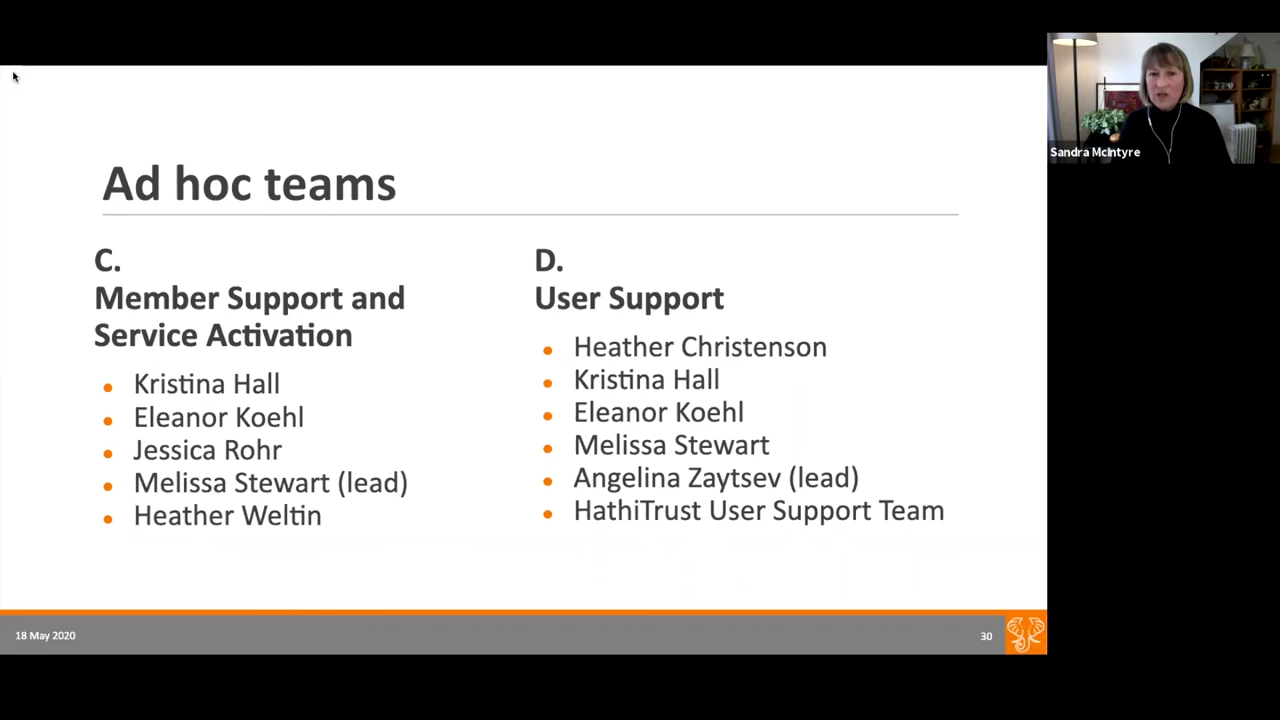 Ad hoc teams
C.
Member Support and
Service Activation
Kristina Hall
Eleanor Koehl
Jessica Rohr
Melissa Stewart (lead)
Heather Weltin
D.
User Support
Heather Christenson
Kristina Hall
Eleanor Koehl
Melissa Stewart
Angelina Zaytsev (lead)
HathiTrust User Support Team
18 May 2020
30
Sandra McIntyre